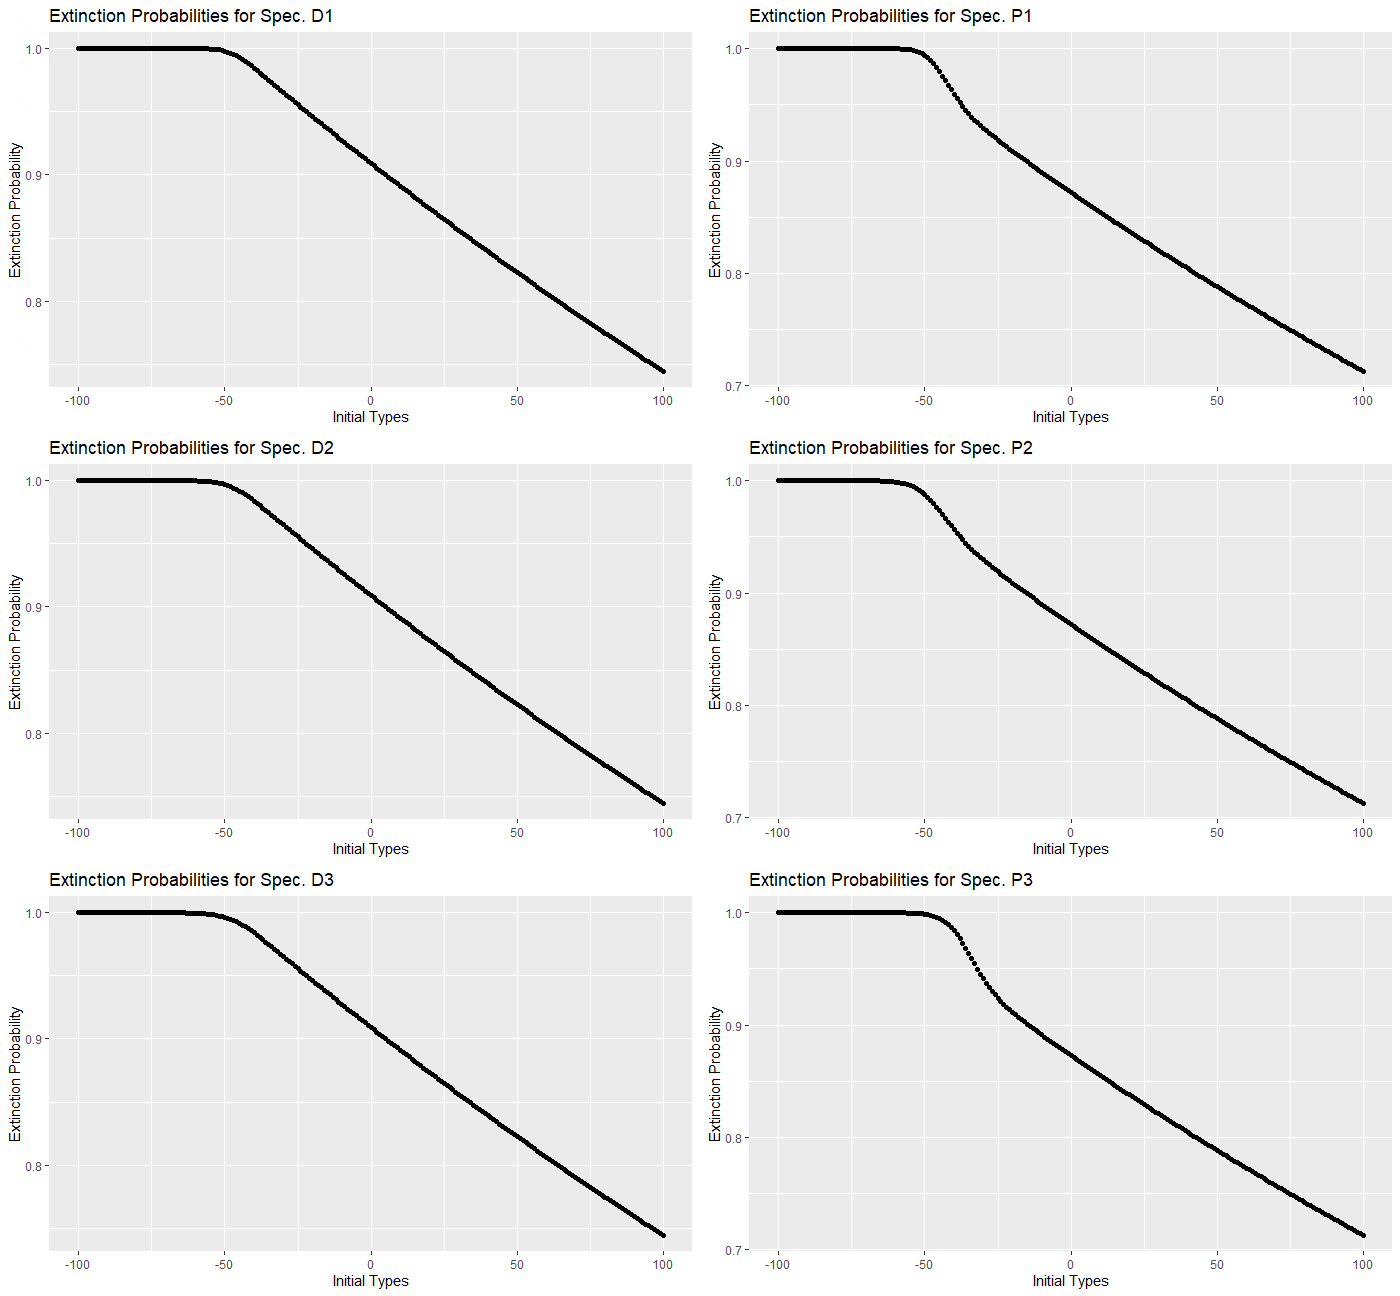 Extinction Probabilities for Spec. D1
Extinction Probability
1.0
0.9
0.8
-100 -50 0 50 100
Initial Types
Extinction Probabilities for Spec. P1
Extinction Probability
1.0
0.9
0.8
0.7
-100 -50 0 50 100
Initial Types
Extinction Probabilities for Spec. D2
Extinction Probability
1.0
0.9
0.8
-100 -50 0 50 100
Initial Types
Extinction Probabilities for Spec. P2
Extinction Probability
1.0
0.9
0.8
0.7
-100 -50 0 50 100
Initial Types
Extinction Probabilities for Spec. D3
Extinction Probability
1.0
0.9
0.8
-100 -50 0 50 100
Initial Types
Extinction Probabilities for Spec. P3
Extinction Probability
1.0
0.9
0.8
0.7
-100 -50 0 50 100
Initial Types